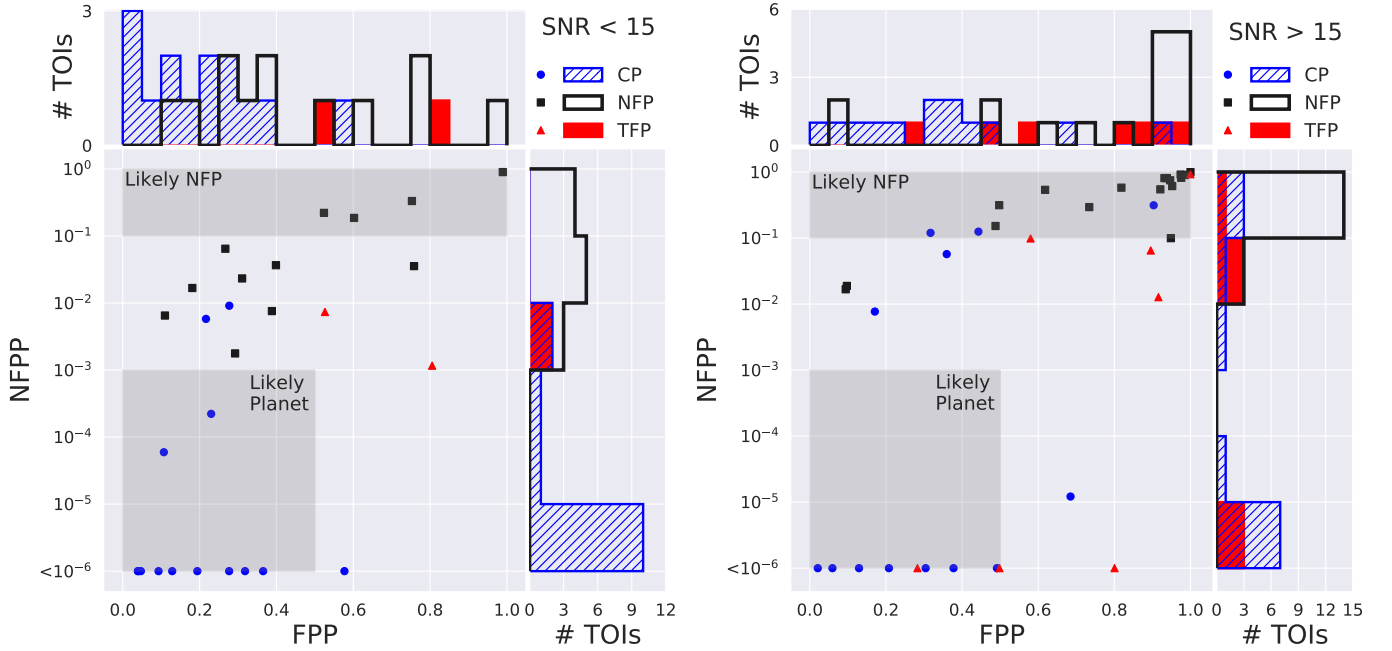 # TOIs
3
0
SNR < 15
CP
NFP
TFP
NFPP
10⁰
10⁻¹
10⁻²
10⁻³
10⁻⁴
10⁻⁵
<10⁻⁶
Likely NFP
Likely
Planet
0.0 0.2 0.4 0.6 0.8 1.0
FPP
0 3 6 9 12
# TOIs
# TOIs
6
3
0
SNR > 15
CP
NFP
TFP
NFPP
10⁰
10⁻¹
10⁻²
10⁻³
10⁻⁴
10⁻⁵
<10⁻⁶
Likely NFP
Likely
Planet
0.0 0.2 0.4 0.6 0.8 1.0
FPP
0 3 6 9 12 15
# TOIs